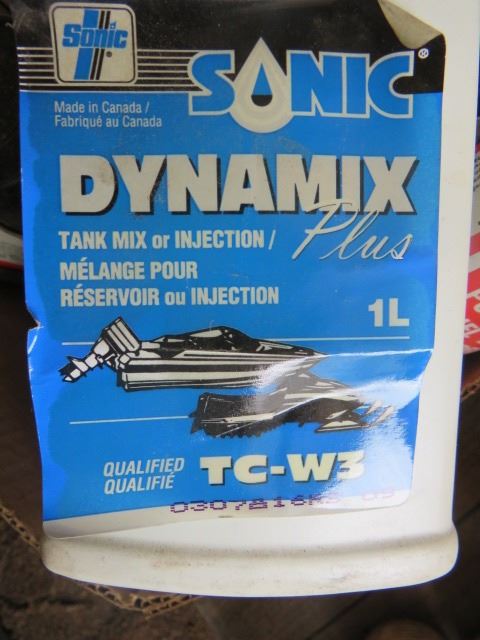 Sonic
SONIC®
Made in Canada /
Fabriqué au Canada
DYNAMIX
Plus
TANK MIX or INJECTION /
MÉLANGE POUR
RÉSERVOIR ou INJECTION
1L
QUALIFIED
QUALIFIÉ
TC-W3